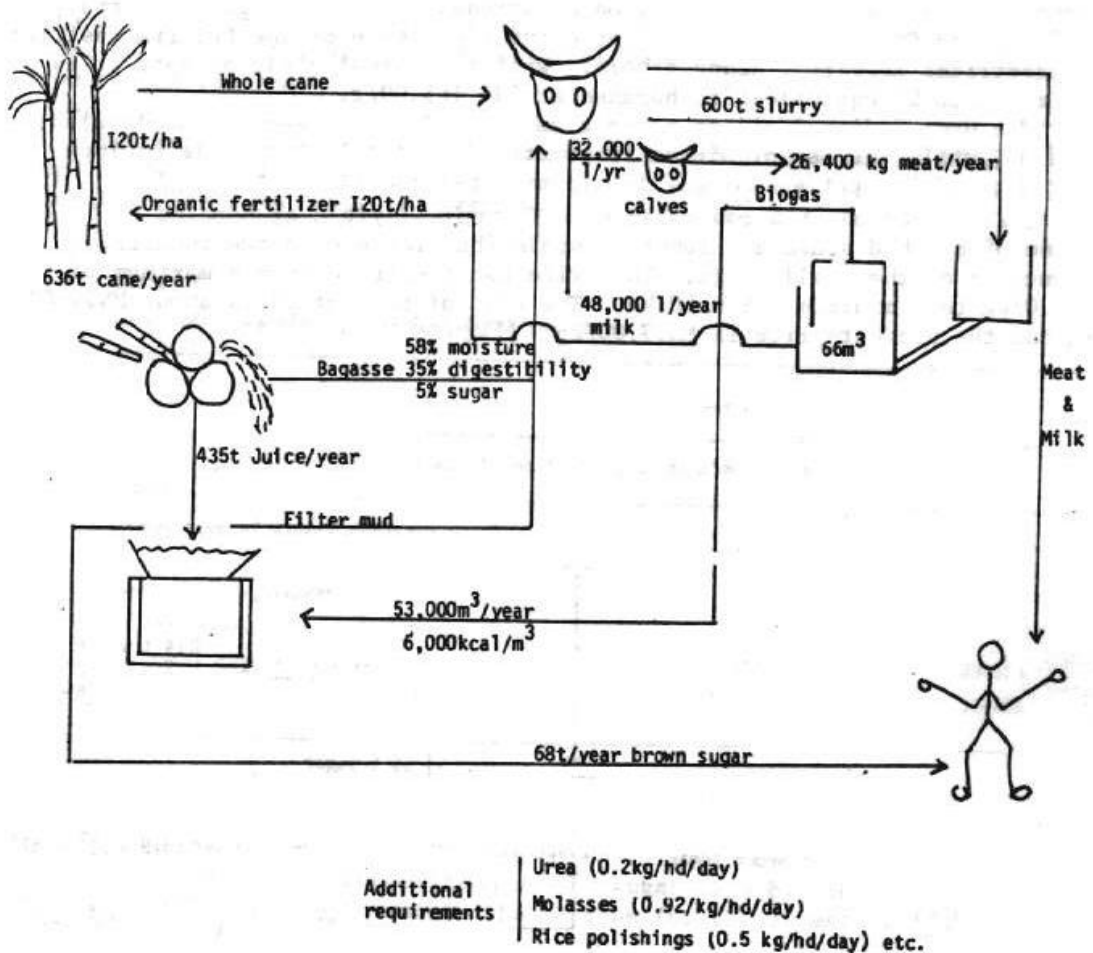 Whole cane
600t slurry
I20t/ha
32,000
l/yr
26,400 kg meat/year
calves
Biogas
Organic fertilizer I20t/ha
636t cane/year
48,000 l/year
milk
66m³
58% moisture
Bagasse 35% digestibility
5% sugar
Meat
&
Milk
435t Juice/year
Filter mud
53,000m³/year
6,000kcal/m³
68t/year brown sugar
Additional
requirements
Urea (0.2kg/hd/day)
Molasses (0.92/kg/hd/day)
Rice polishings (0.5 kg/hd/day) etc.